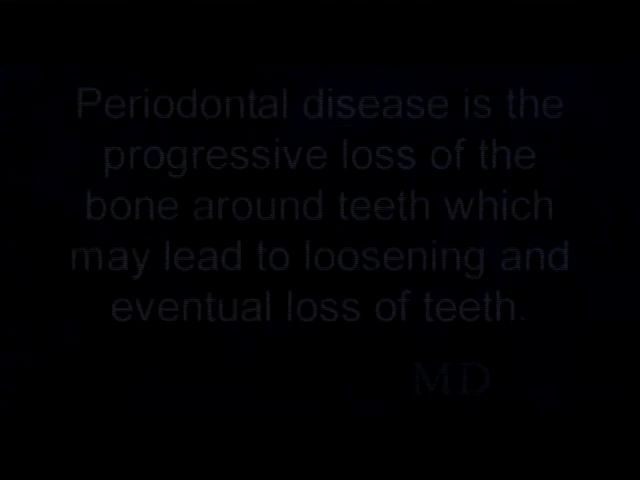 Periodontal disease is the
progressive loss of the
bone around teeth which
may lead to loosening and
eventual loss of teeth.
MD